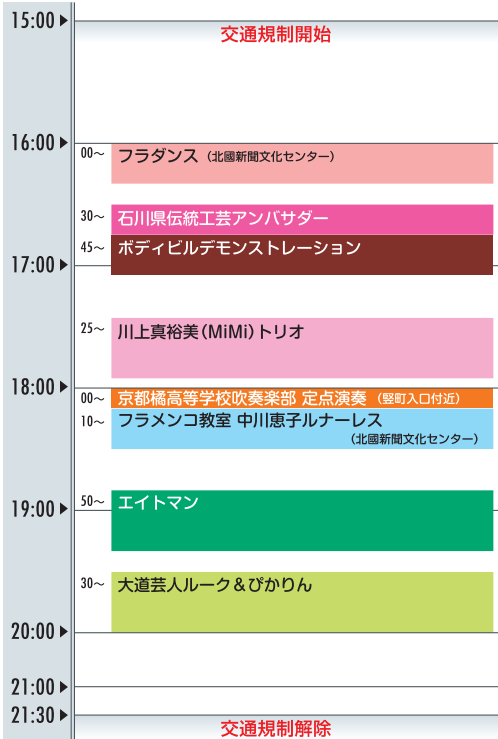 15:00
交通規制開始
16:00
00〜 フラダンス（北國新聞文化センター）
30〜 石川県伝統工芸アンバサダー
45〜 ボディビルデモンストレーション
17:00
25〜 川上真裕美（MiMi）トリオ
18:00
00〜 京都橘高等学校吹奏楽部 定点演奏（竪町入口付近）
10〜 フラメンコ教室 中川恵子ルナーレス
（北國新聞文化センター）
50〜 エイトマン
19:00
30〜 大道芸人ルーク＆ぴかりん
20:00
21:00
21:30
交通規制解除